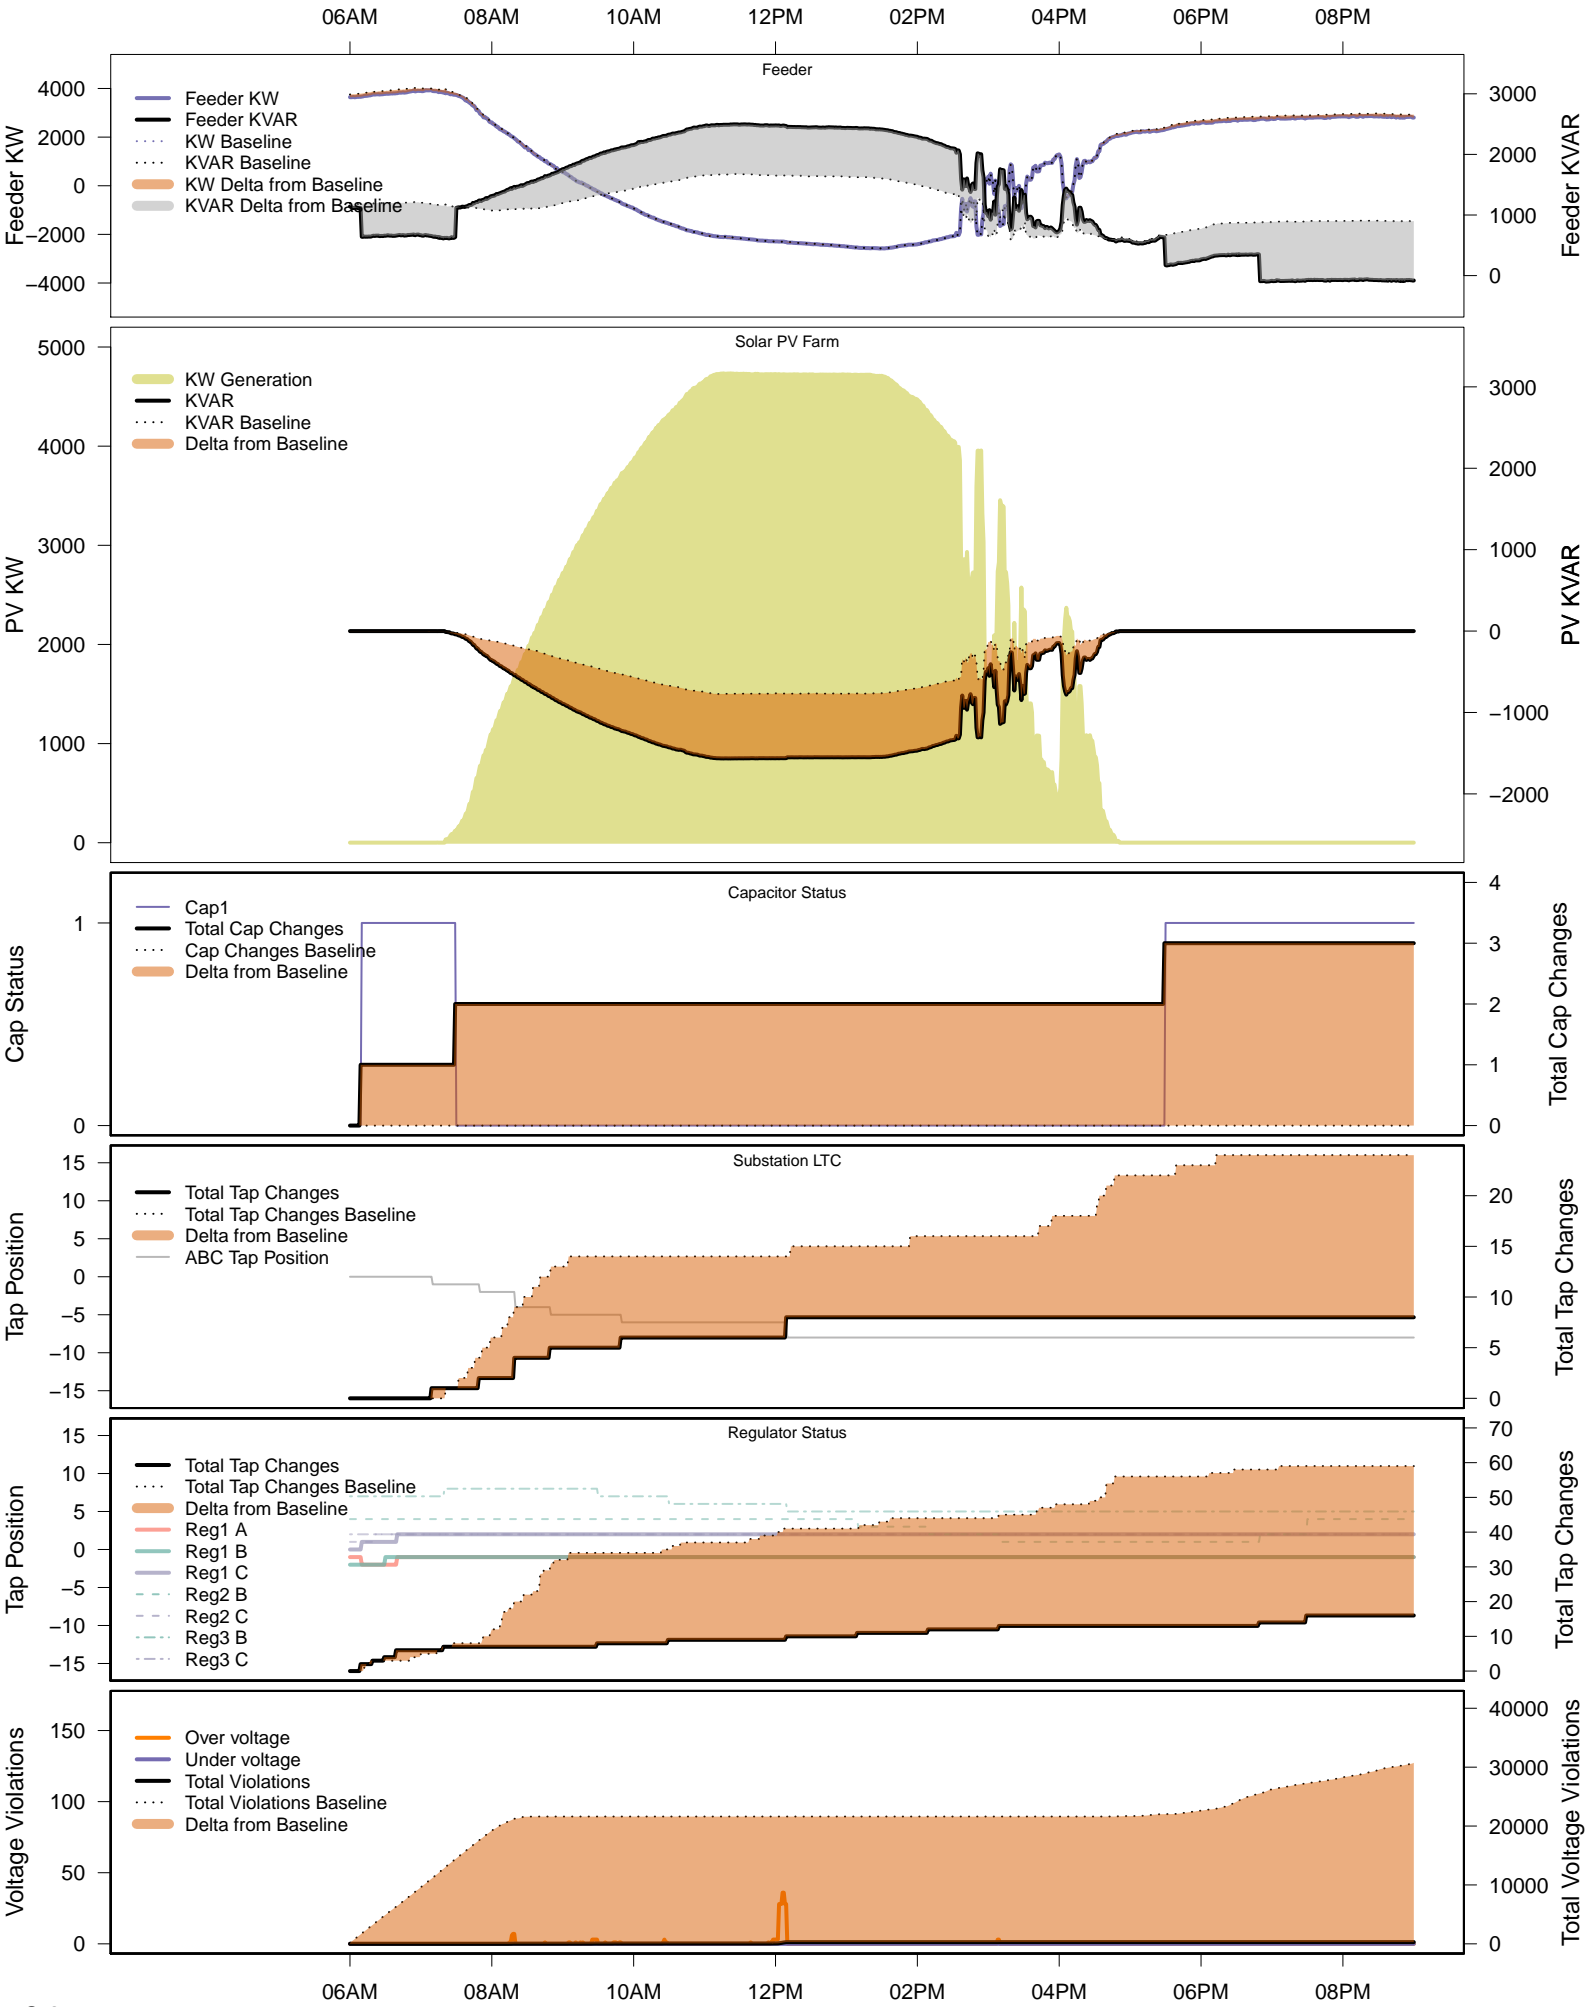 06AM 08AM 10AM 12PM 02PM 04PM 06PM 08PM
Feeder
Feeder KW
4000
2000
0
−2000
−4000
Feeder KW
Feeder KVAR
KW Baseline
KVAR Baseline
KW Delta from Baseline
KVAR Delta from Baseline
3000
2000
1000
0
Feeder KVAR
Solar PV Farm
PV KW
5000
4000
3000
2000
1000
0
KW Generation
KVAR
KVAR Baseline
Delta from Baseline
3000
2000
1000
0
−1000
−2000
PV KVAR
Capacitor Status
Cap Status
1
0
Cap1
Total Cap Changes
Cap Changes Baseline
Delta from Baseline
4
3
2
1
0
Total Cap Changes
Substation LTC
Tap Position
15
10
5
0
−5
−10
−15
Total Tap Changes
Total Tap Changes Baseline
Delta from Baseline
ABC Tap Position
20
15
10
5
0
Total Tap Changes
Regulator Status
Tap Position
15
10
5
0
−5
−10
−15
Total Tap Changes
Total Tap Changes Baseline
Delta from Baseline
Reg1 A
Reg1 B
Reg1 C
Reg2 B
Reg2 C
Reg3 B
Reg3 C
70
60
50
40
30
20
10
0
Total Tap Changes
Voltage Violations
150
100
50
0
Over voltage
Under voltage
Total Violations
Total Violations Baseline
Delta from Baseline
40000
30000
20000
10000
0
Total Voltage Violations
06AM 08AM 10AM 12PM 02PM 04PM 06PM 08PM